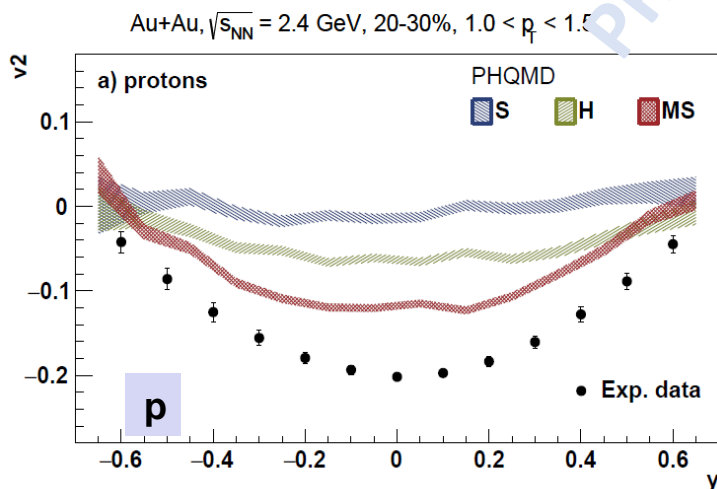 Au+Au, √sNN = 2.4 GeV, 20-30%, 1.0 < pT < 1.5
v2
a) protons
PHQMD
S H MS
0.1
0
−0.1
−0.2
Exp. data
p
−0.6 −0.4 −0.2 0 0.2 0.4 0.6
y